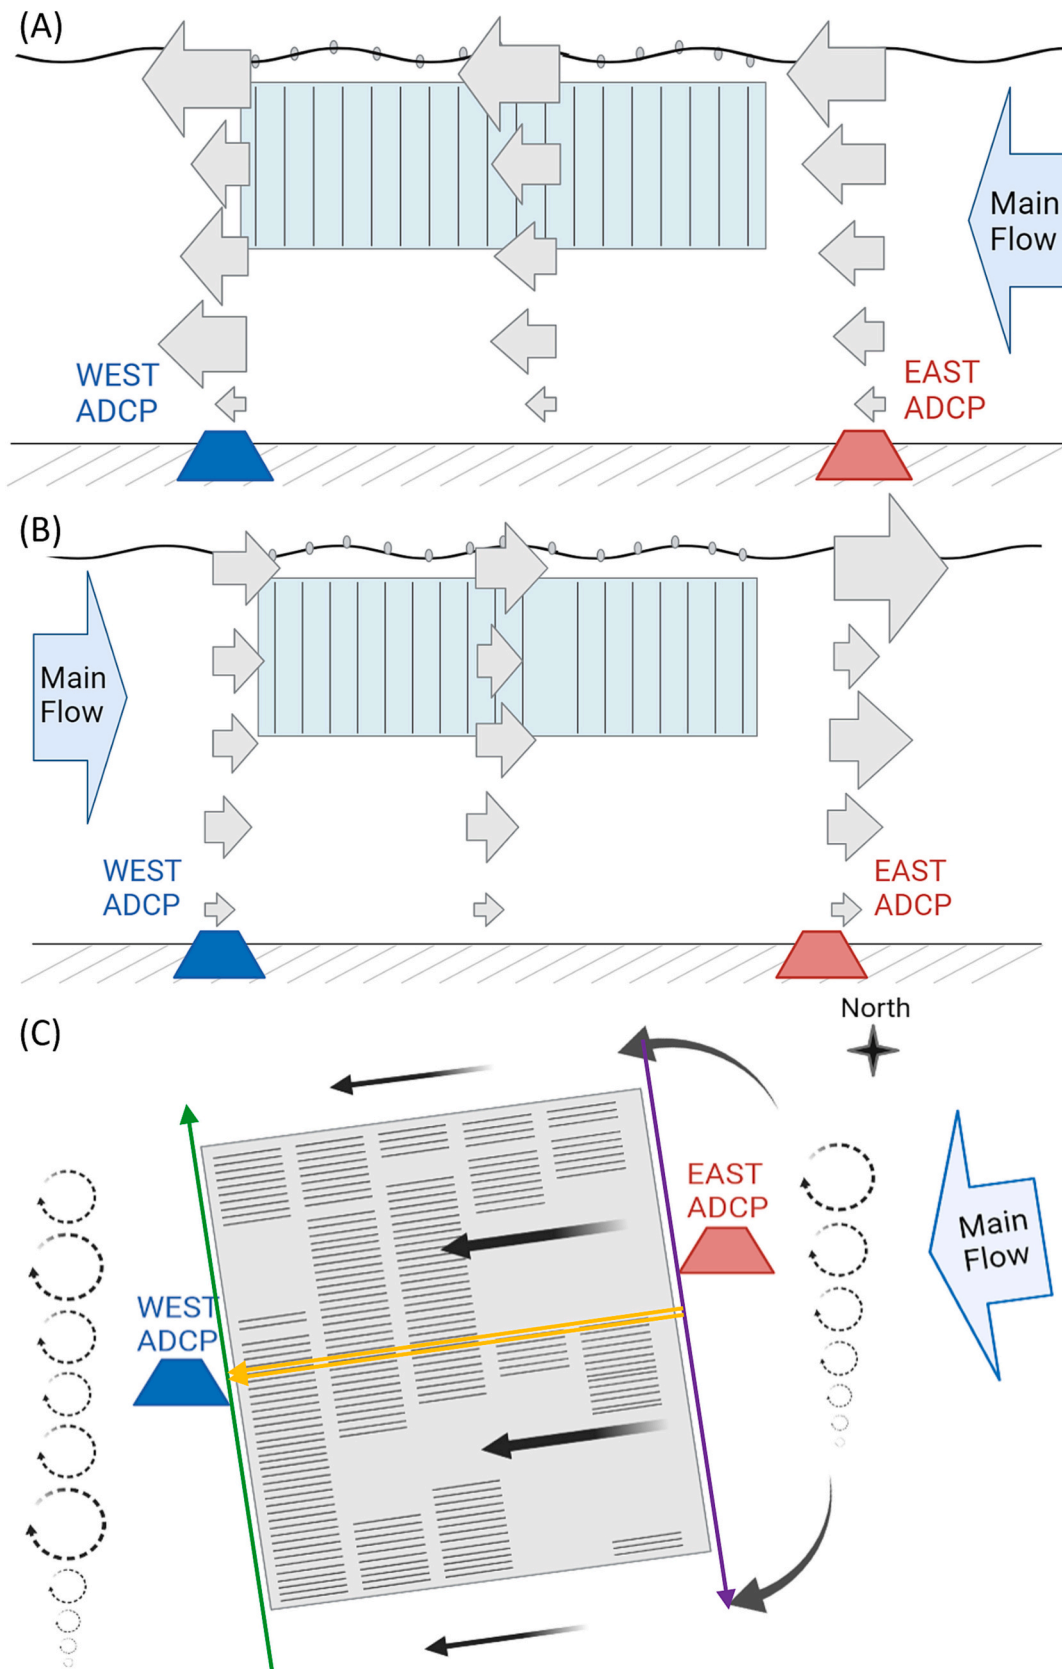 (A)
Main
Flow
WEST
ADCP
EAST
ADCP
(B)
Main
Flow
WEST
ADCP
EAST
ADCP
(C)
North
EAST
ADCP
Main
Flow
WEST
ADCP